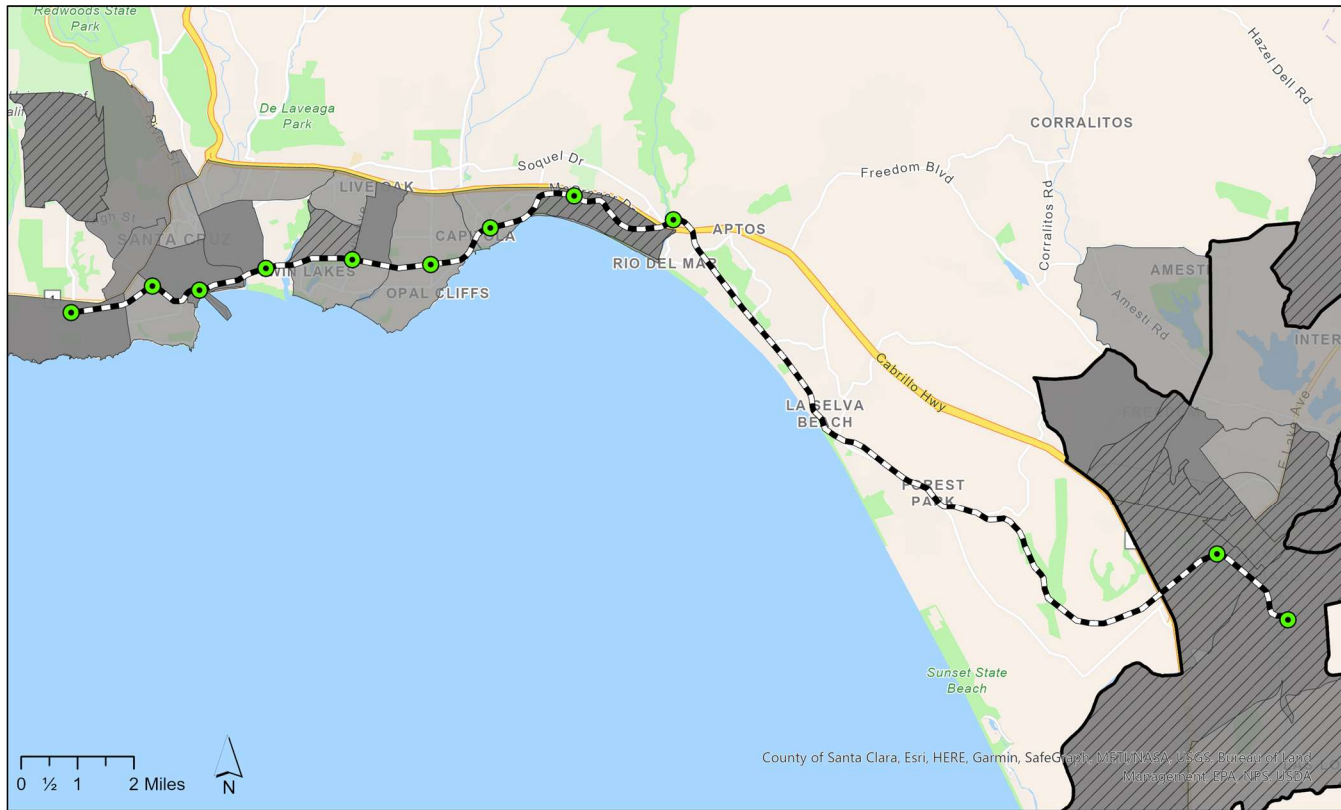 Redwoods State
Park
De Laveaga
Park
Soquel Dr
LIVE OAK
SANTA CRUZ
CAPITOLA
OPAL CLIFFS
APTOS
RIO DEL MAR
CORRALITOS
Hazel Dell Rd
Freedom Blvd
Corralitos Rd
AMESTI
Amesti Rd
Cabrillo Hwy
LA SELVA
BEACH
FOREST
PARK
E Lake Ave
Sunset State
Beach
0 ½ 1 2 Miles
N
County of Santa Clara, Esri, HERE, Garmin, SafeGraph, METI/NASA, USGS, Bureau of Land
Management, EPA, NPS, USDA